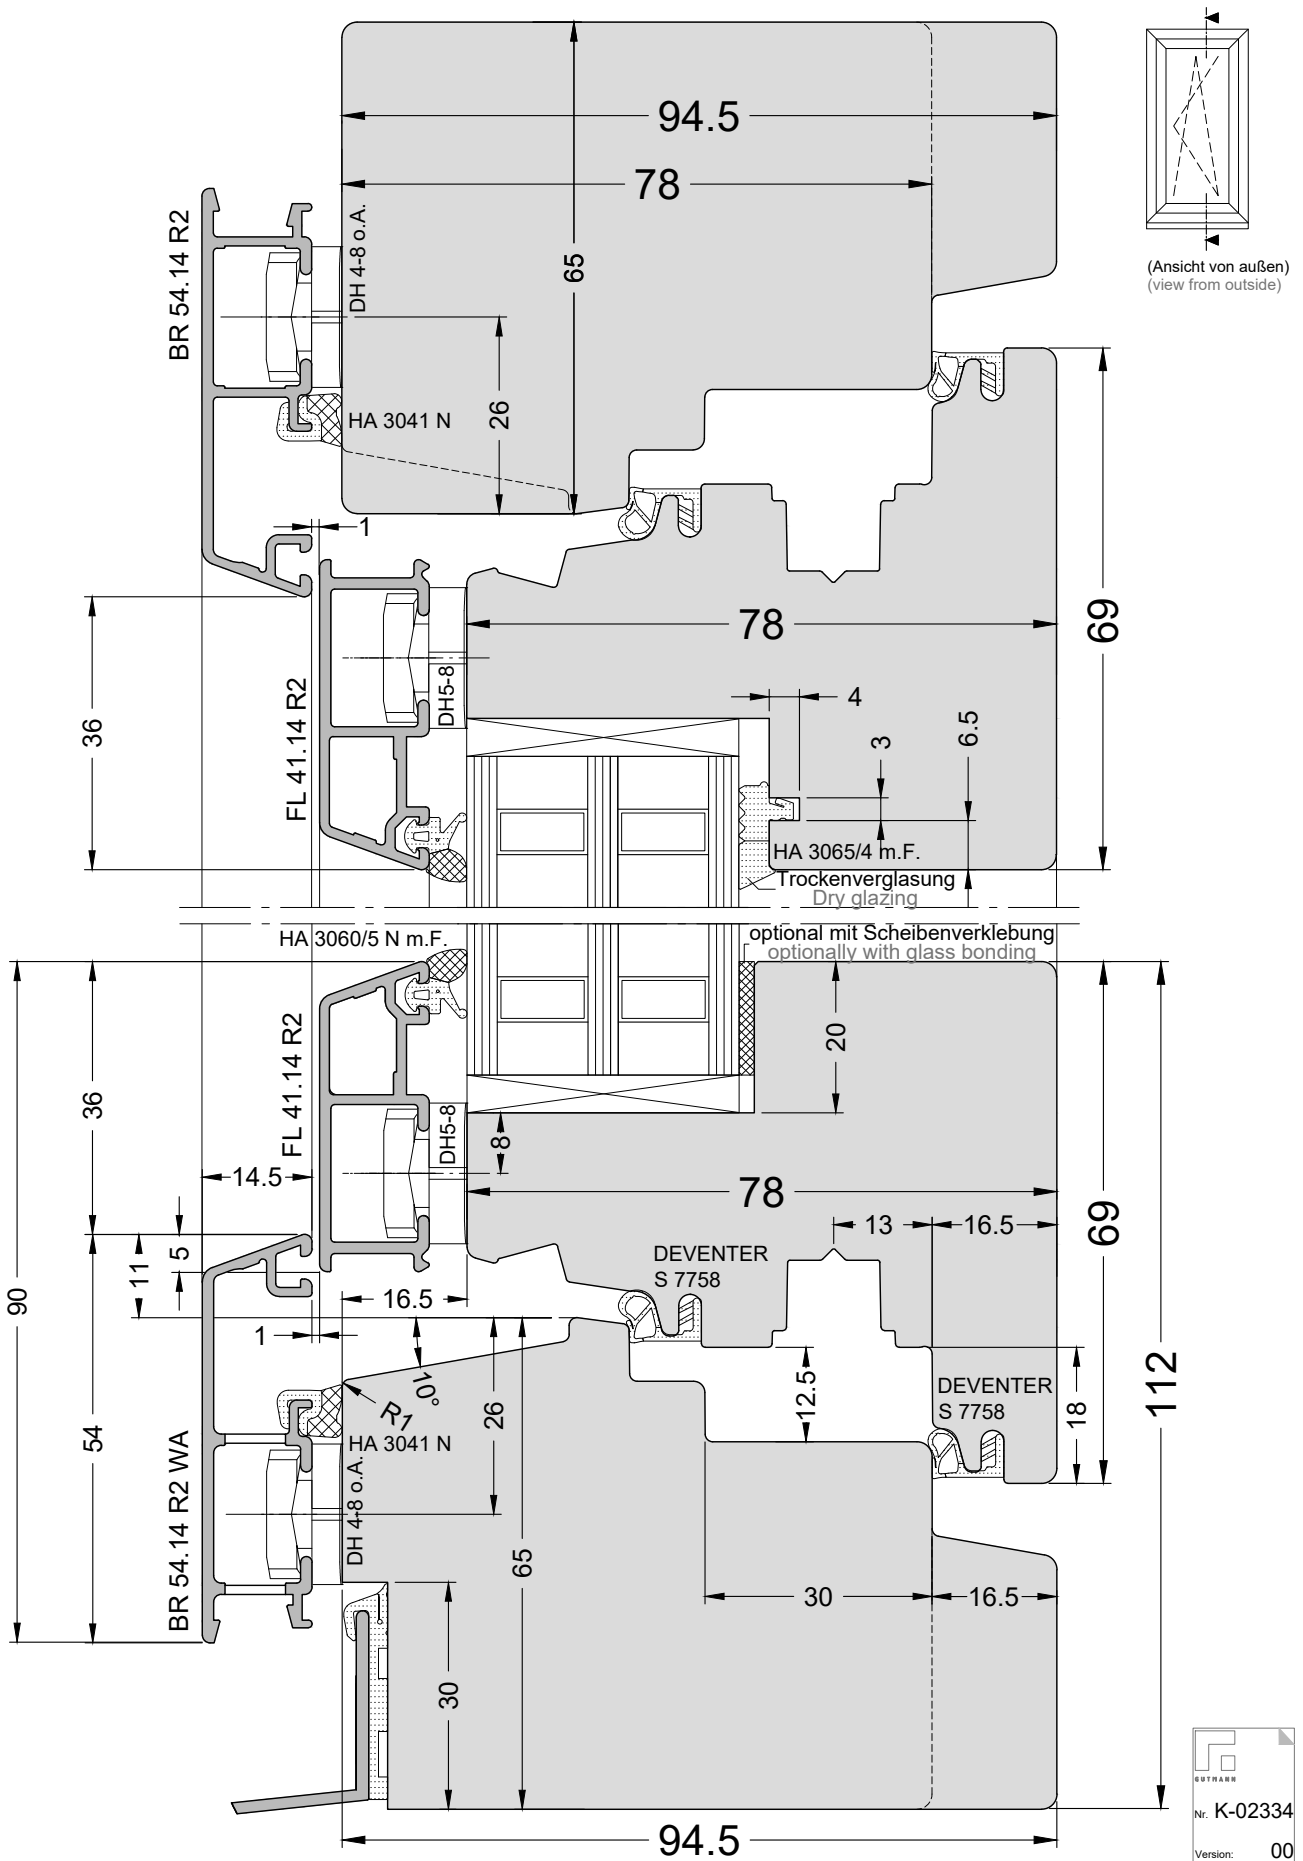 94.5
78
65
BR 54.14 R2
DH 4-8 o.A.
26
HA 3041 N
(Ansicht von außen)
(view from outside)
1
36
FL 41.14 R2
DH5-8
78
69
4
3
6.5
HA 3065/4 m.F.
Trockenverglasung
Dry glazing
HA 3060/5 N m.F.
optional mit Scheibenverklebung
optionally with glass bonding
20
36
FL 41.14 R2
DH5-8
8
14.5
78
69
13
16.5
DEVENTER
S 7758
5
11
90
16.5
1
10°
R1
26
12.5
DEVENTER
S 7758
18
112
HA 3041 N
54
BR 54.14 R2 WA
DH 4-8 o.A.
65
30
16.5
30
94.5
GUTMANN
Nr. K-02334
Version: 00